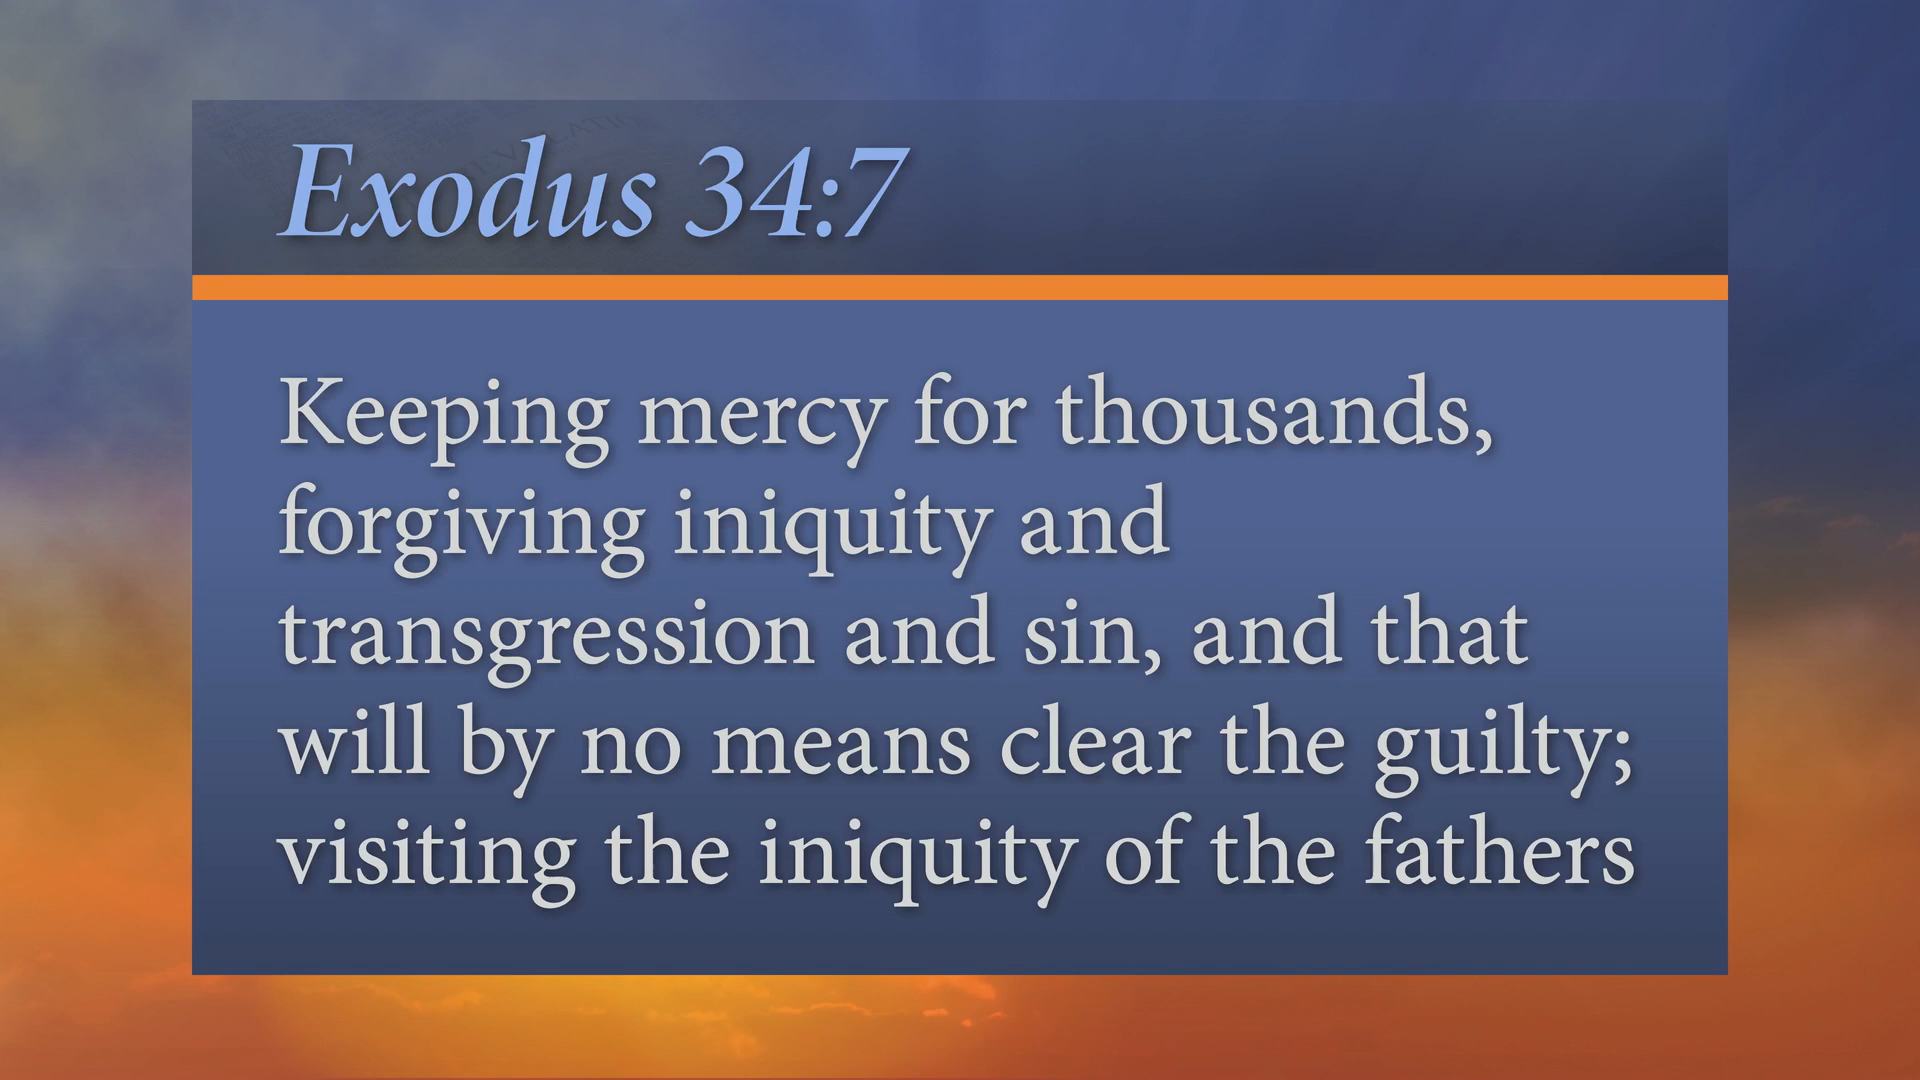 Exodus 34:7
Keeping mercy for thousands,
forgiving iniquity and
transgression and sin, and that
will by no means clear the guilty;
visiting the iniquity of the fathers